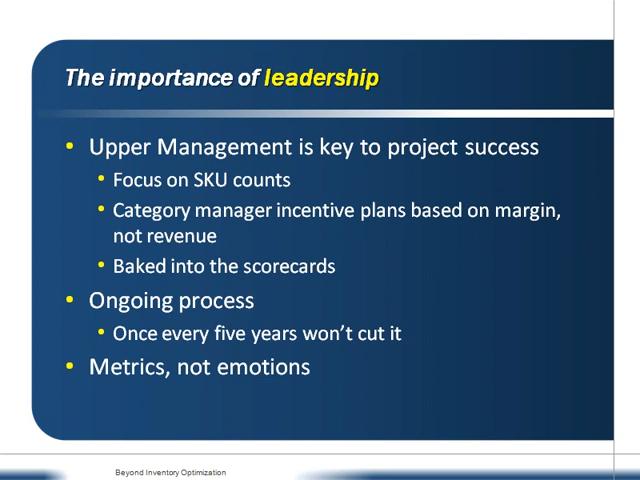 The importance of leadership
• Upper Management is key to project success
• Focus on SKU counts
• Category manager incentive plans based on margin,
not revenue
• Baked into the scorecards
• Ongoing process
• Once every five years won't cut it
• Metrics, not emotions
Beyond Inventory Optimization